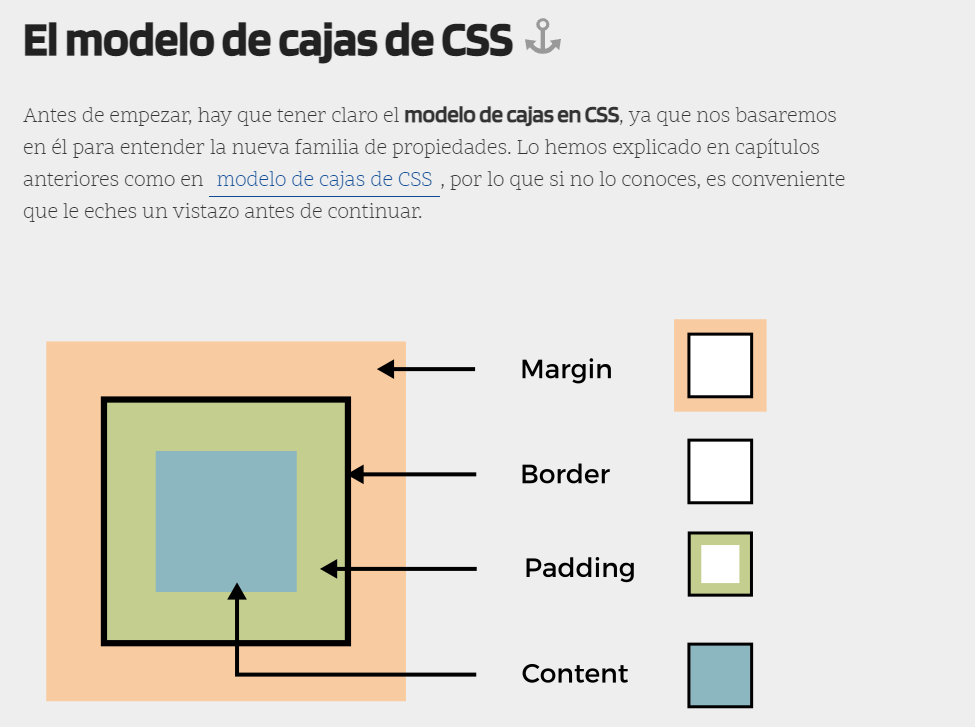 El modelo de cajas de CSS
Antes de empezar, hay que tener claro el modelo de cajas en CSS, ya que nos basaremos
en él para entender la nueva familia de propiedades. Lo hemos explicado en capítulos
anteriores como en modelo de cajas de CSS , por lo que si no lo conoces, es conveniente
que le eches un vistazo antes de continuar.
Margin
Border
Padding
Content